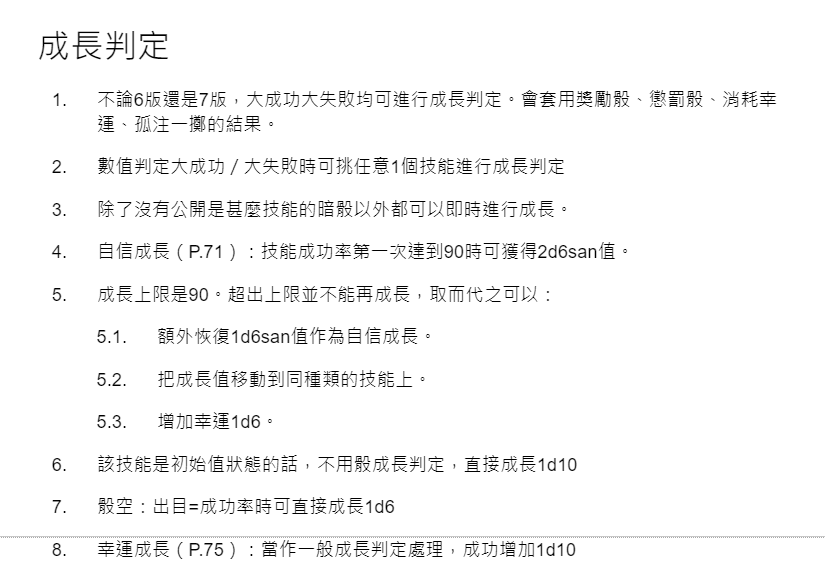 成長判定
1. 不論6版還是7版，大成功大失敗均可進行成長判定。會套用獎勵骰、懲罰骰、消耗幸
運、孤注一擲的結果。
2. 數值判定大成功 / 大失敗時可挑任意1個技能進行成長判定
3. 除了沒有公開是甚麼技能的暗骰以外都可以即時進行成長。
4. 自信成長（P.71）：技能成功率第一次達到90時可獲得2d6san值。
5. 成長上限是90。超出上限並不能再成長，取而代之可以：
5.1. 額外恢復1d6san值作為自信成長。
5.2. 把成長值移動到同種類的技能上。
5.3. 增加幸運1d6。
6. 該技能是初始值狀態的話，不用骰成長判定，直接成長1d10
7. 骰空：出目=成功率時可直接成長1d6
8. 幸運成長（P.75）：當作一般成長判定處理，成功增加1d10